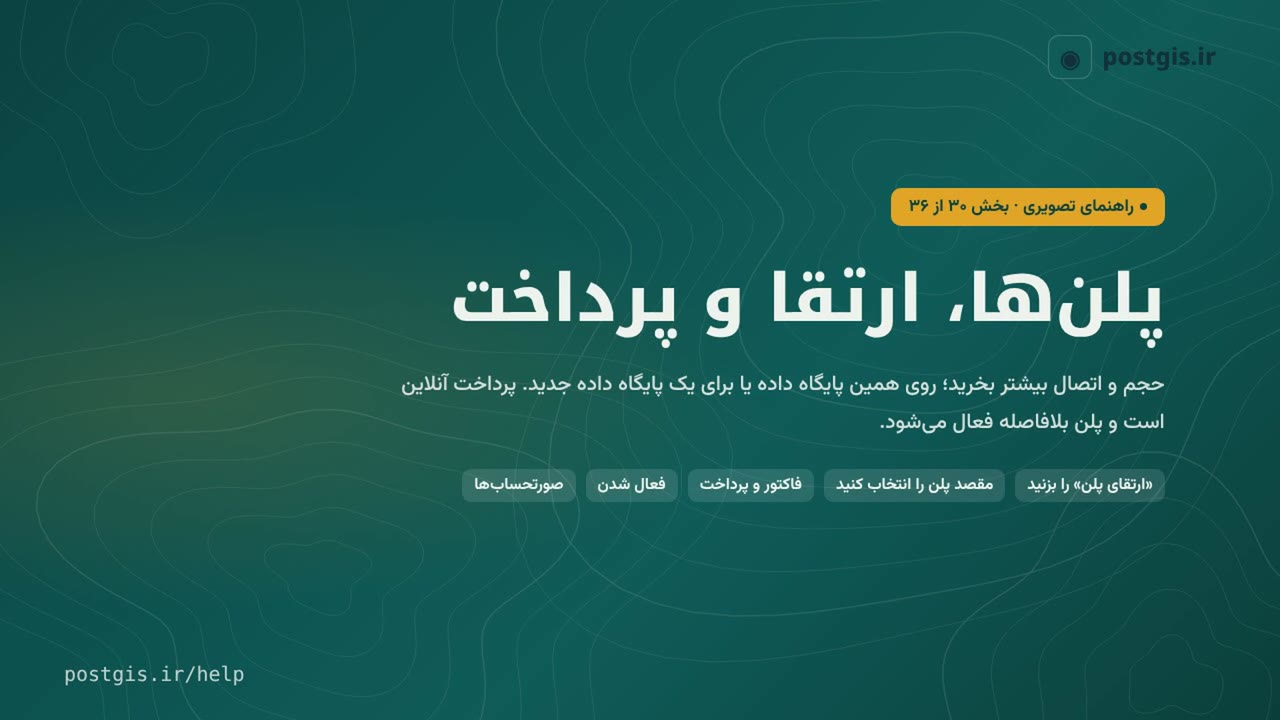 postgis.ir
• راهنمای تصویری · بخش ۳۰ از ۳۶
پلن‌ها، ارتقا و پرداخت
حجم و اتصال بیشتر بخرید؛ روی همین پایگاه داده یا برای یک پایگاه داده جدید. پرداخت آنلاین
است و پلن بلافاصله فعال می‌شود.
«ارتقای پلن» را بزنید
مقصد پلن را انتخاب کنید
فاکتور و پرداخت
فعال شدن
صورتحساب‌ها
postgis.ir/help